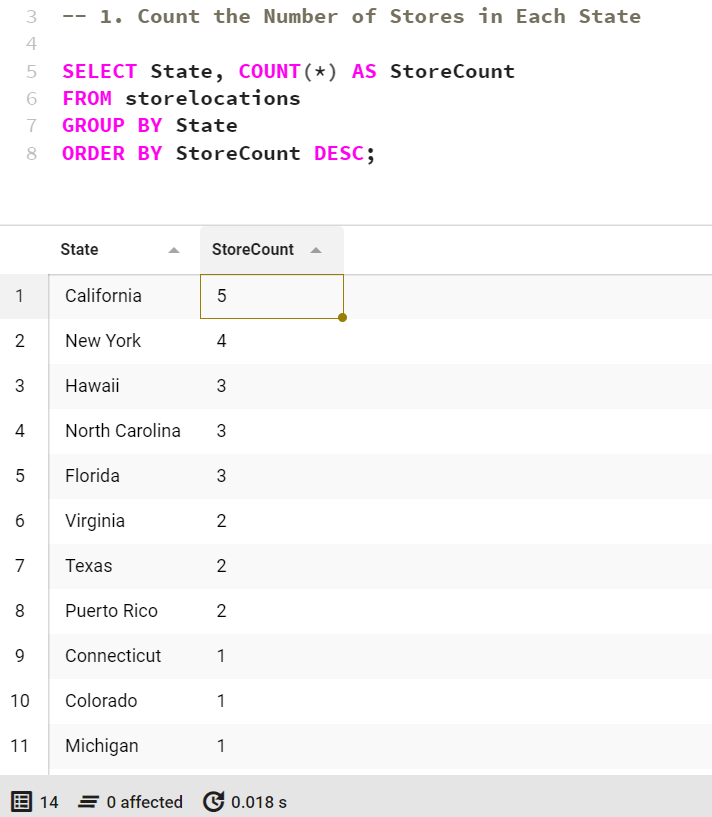 3 -- 1. Count the Number of Stores in Each State
4
5 SELECT State, COUNT(*) AS StoreCount
6 FROM storelocations
7 GROUP BY State
8 ORDER BY StoreCount DESC;
State StoreCount
1 California 5
2 New York 4
3 Hawaii 3
4 North Carolina 3
5 Florida 3
6 Virginia 2
7 Texas 2
8 Puerto Rico 2
9 Connecticut 1
10 Colorado 1
11 Michigan 1
14 0 affected 0.018 s